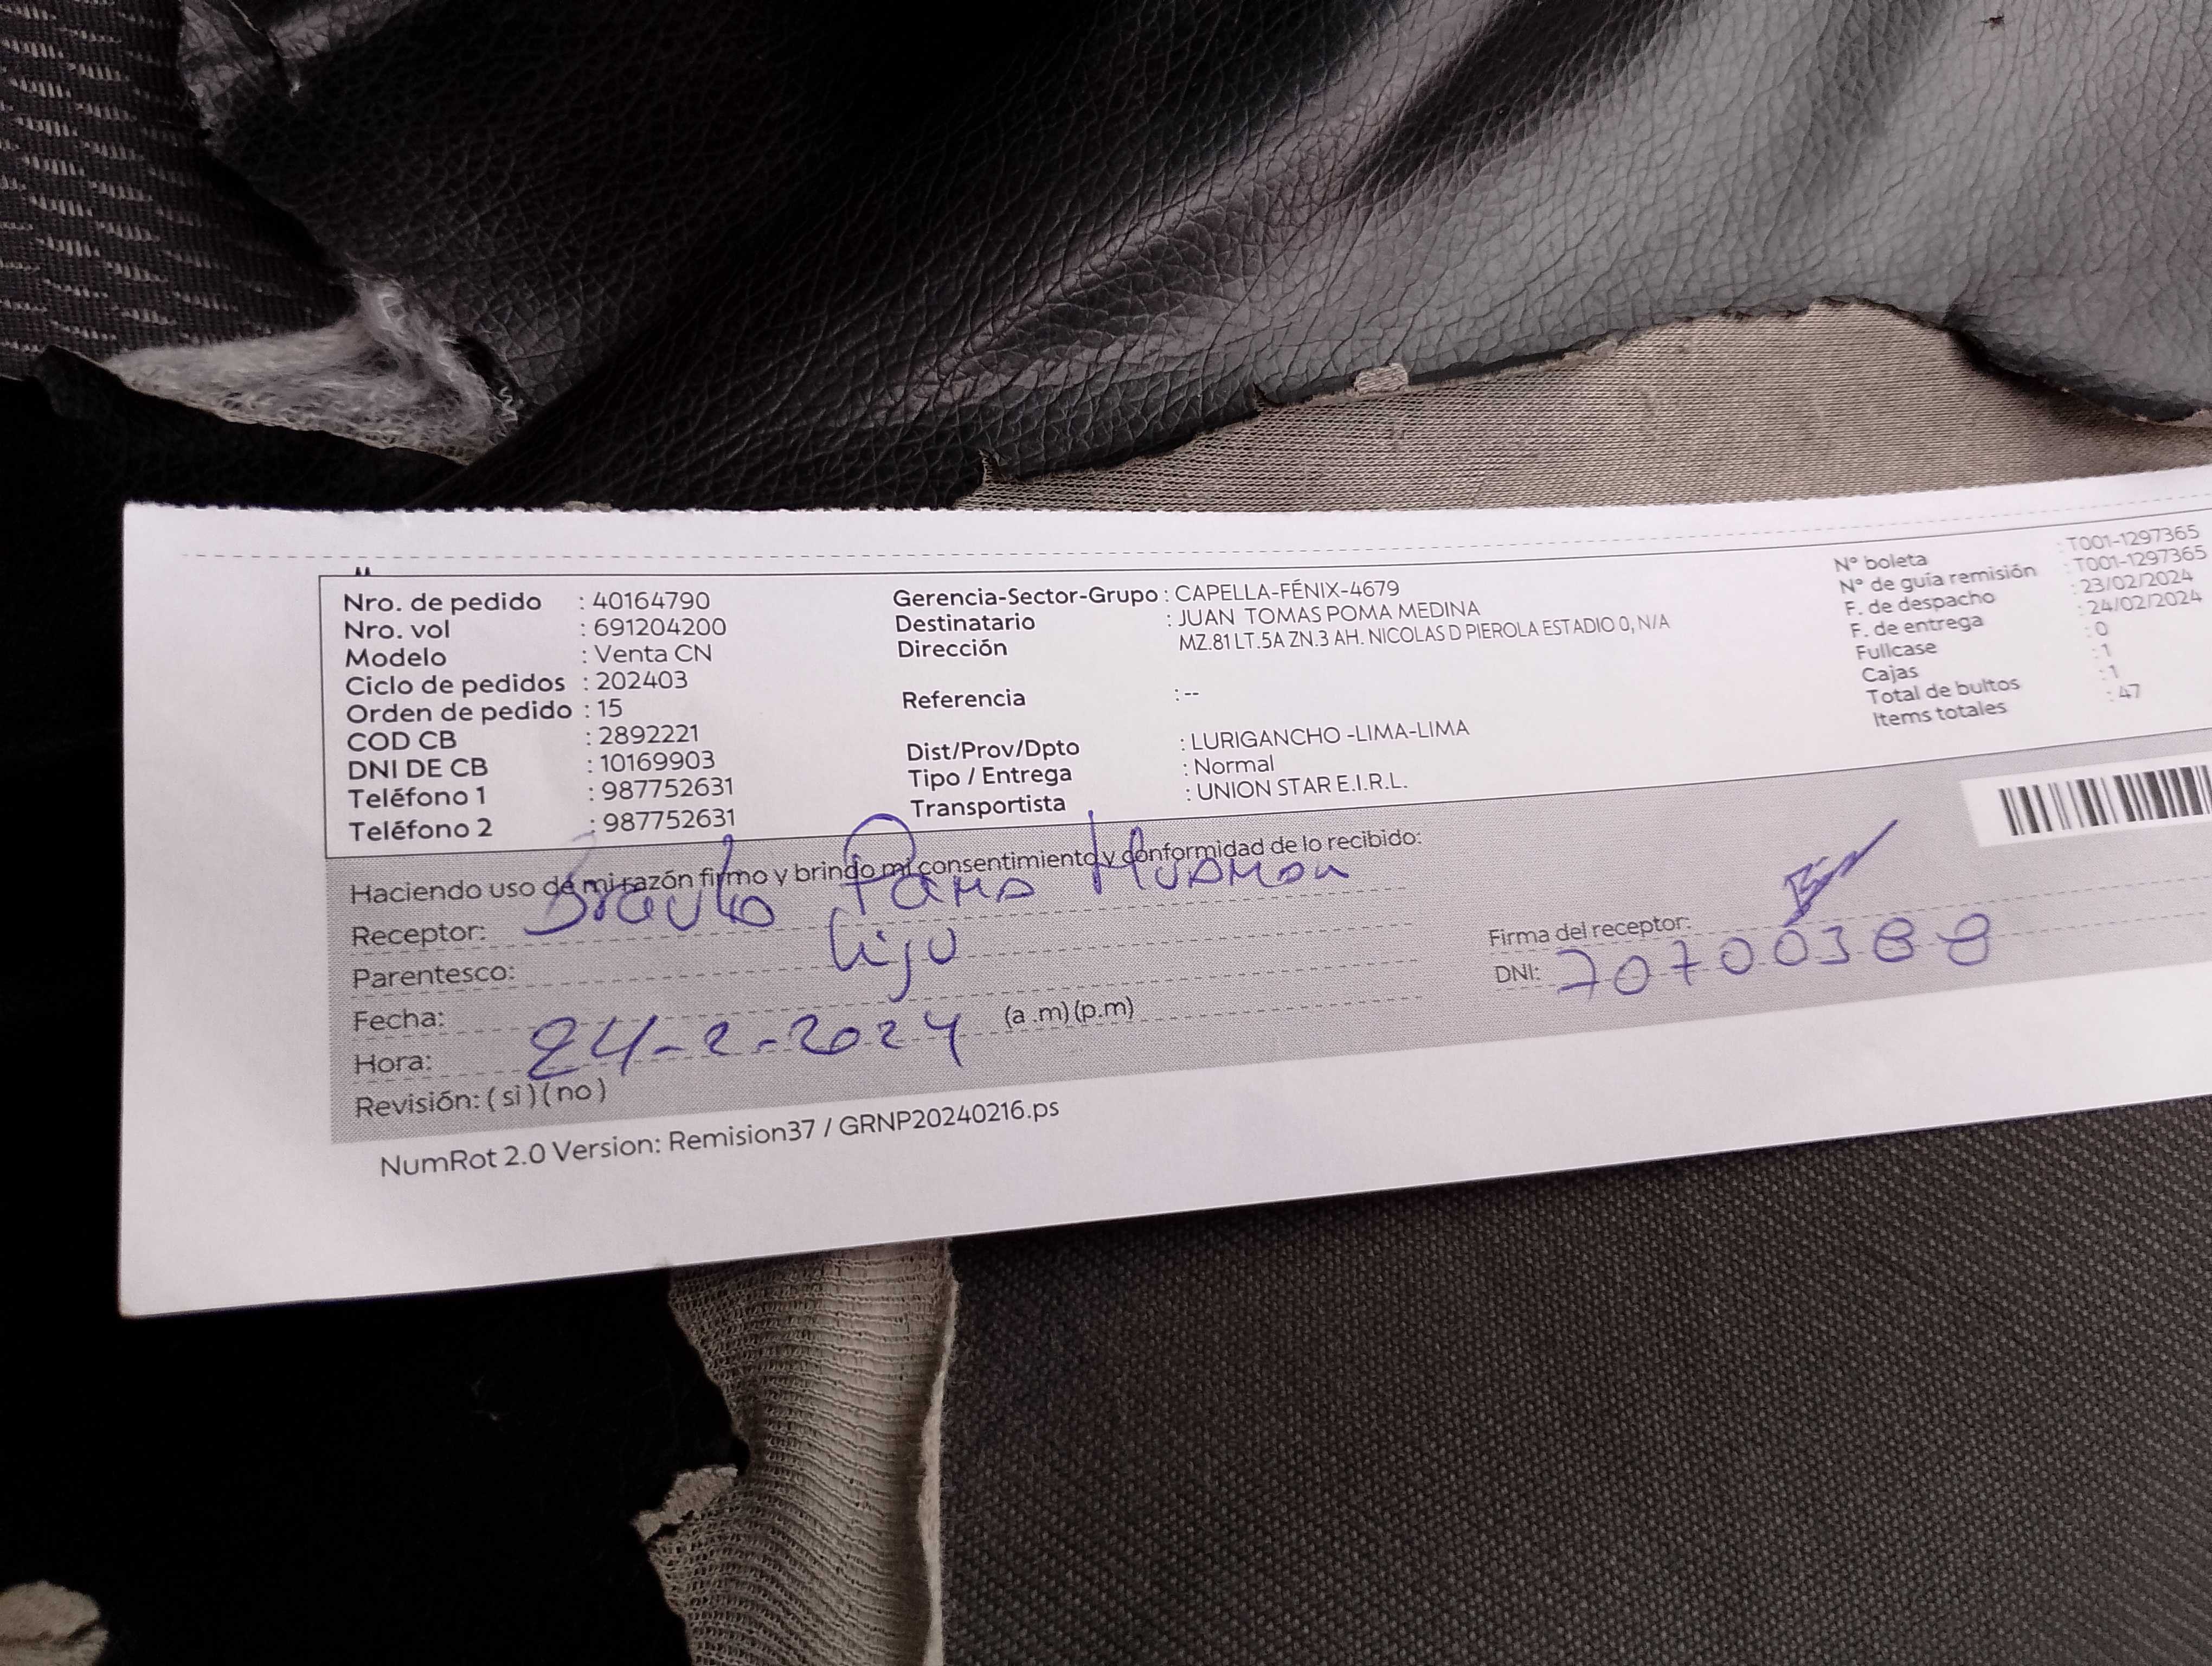 Nro. de pedido : 40164790
Nro. vol : 691204200
Modelo : Venta CN
Ciclo de pedidos : 202403
Orden de pedido : 15
COD CB : 2892221
DNI DE CB : 10169903
Teléfono 1 : 987752631
Teléfono 2 : 987752631
Gerencia-Sector-Grupo : CAPELLA-FÉNIX-4679
Destinatario : JUAN TOMAS POMA MEDINA
Dirección MZ.81 LT.5A ZN.3 AH. NICOLAS D PIEROLA ESTADIO 0, N/A
Referencia : --
Dist/Prov/Dpto : LURIGANCHO -LIMA-LIMA
Tipo / Entrega : Normal
Transportista : UNION STAR E.I.R.L.
N° boleta : T001-1297365
N° de guía remisión : T001-1297365
F. de despacho : 23/02/2024
F. de entrega : 24/02/2024
Fullcase : 0
Cajas : 1
Total de bultos : 1
Items totales : 47
Haciendo uso de mi razón firmo y brindo mi consentimiento y conformidad de lo recibido:
Receptor: Braulio Poma Huaman
Parentesco: hijo
Fecha: 24-2-2024
Hora: (a .m) (p.m)
Revisión: ( si ) ( no )
Firma del receptor:
DNI: 70700388
NumRot 2.0 Version: Remision37 / GRNP20240216.ps